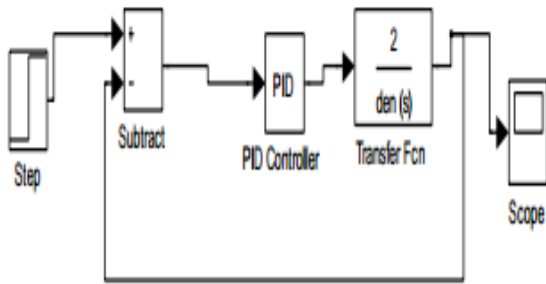 +
-
Step
Subtract
PID
PID Controller
2
den (s)
Transfer Fcn
Scope